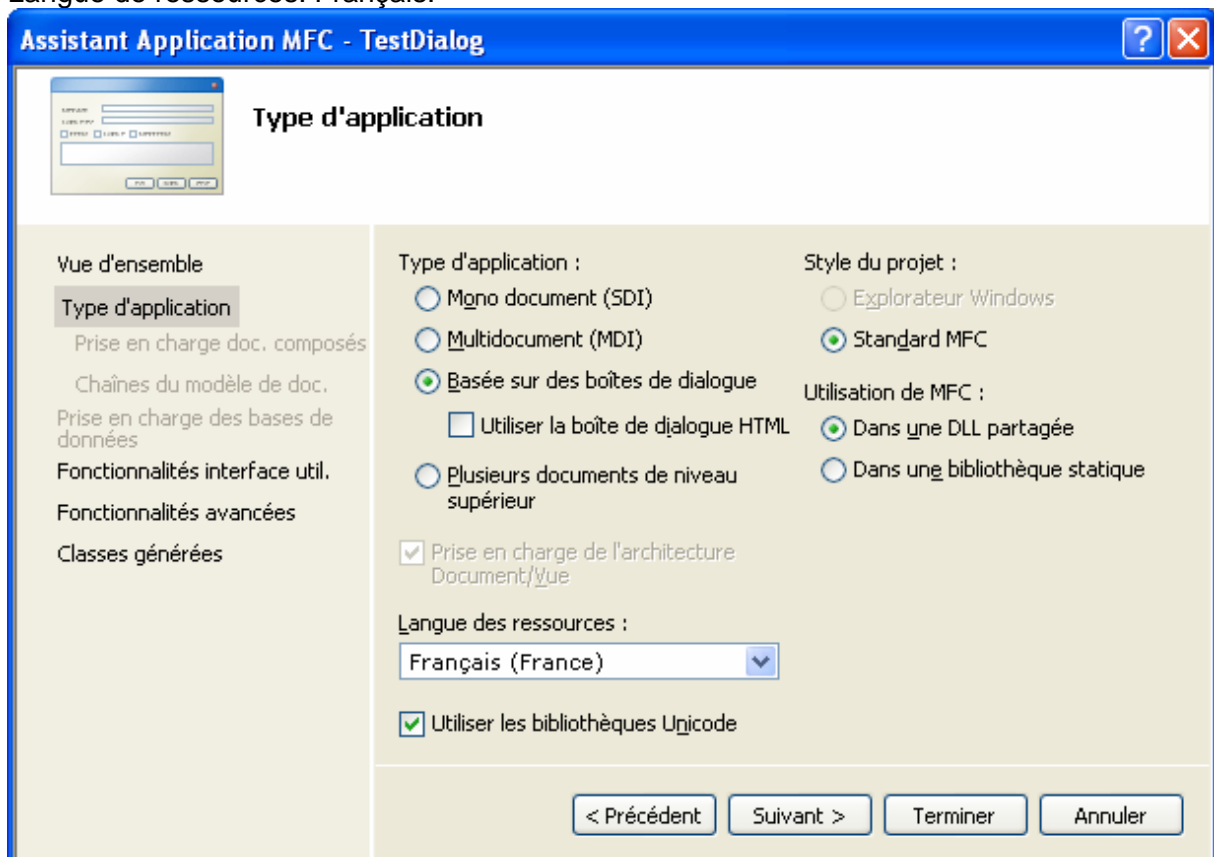 Langue de ressources: Français.
Assistant Application MFC - TestDialog
Type d'application
Vue d'ensemble
Type d'application
Prise en charge doc. composés
Chaînes du modèle de doc.
Prise en charge des bases de
données
Fonctionnalités interface util.
Fonctionnalités avancées
Classes générées
Type d'application :
Mono document (SDI)
Multidocument (MDI)
Basée sur des boîtes de dialogue
Utiliser la boîte de dialogue HTML
Plusieurs documents de niveau
supérieur
Prise en charge de l'architecture
Document/Vue
Langue des ressources :
Français (France)
Utiliser les bibliothèques Unicode
Style du projet :
Explorateur Windows
Standard MFC
Utilisation de MFC :
Dans une DLL partagée
Dans une bibliothèque statique
< Précédent
Suivant >
Terminer
Annuler